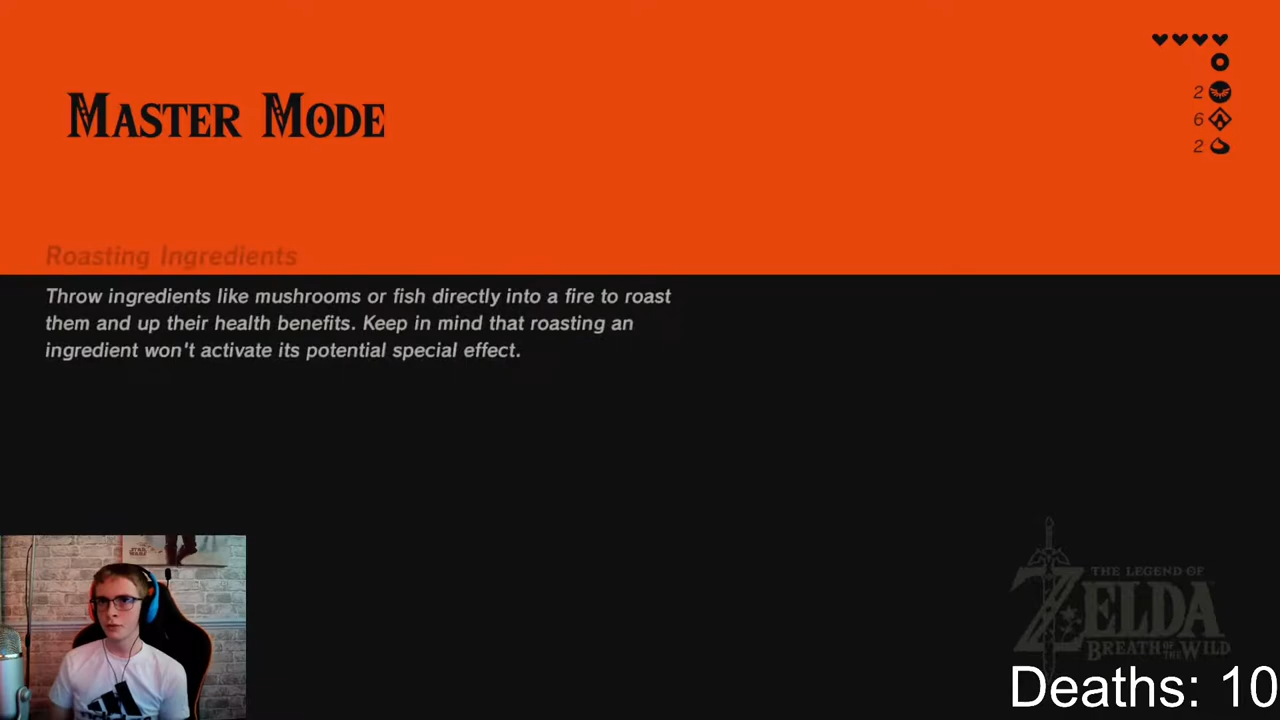 2
MASTER MODE
6
2
Roasting Ingredients
Throw ingredients like mushrooms or fish directly into a fire to roast
them and up their health benefits. Keep in mind that roasting an
ingredient won't activate its potential special effect.
STAR
WARS
THE LEGEND OF
ZELDA
BREATH OF THE WILD
Deaths: 10